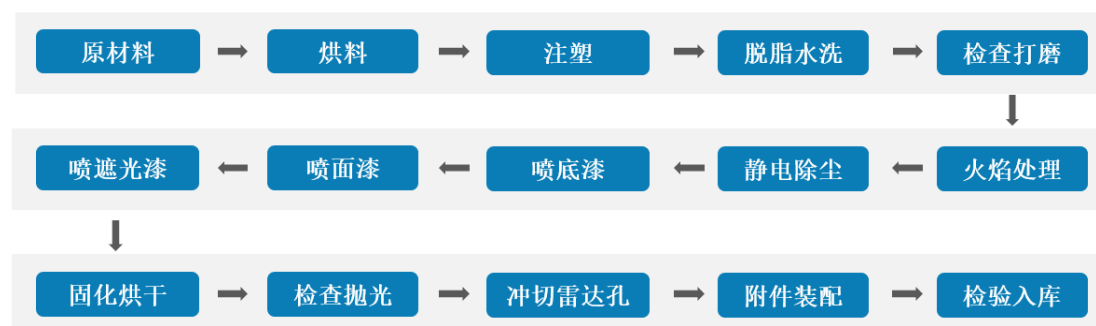 原材料
烘料
注塑
脱脂水洗
检查打磨
火焰处理
静电除尘
喷底漆
喷面漆
喷遮光漆
固化烘干
检查抛光
冲切雷达孔
附件装配
检验入库